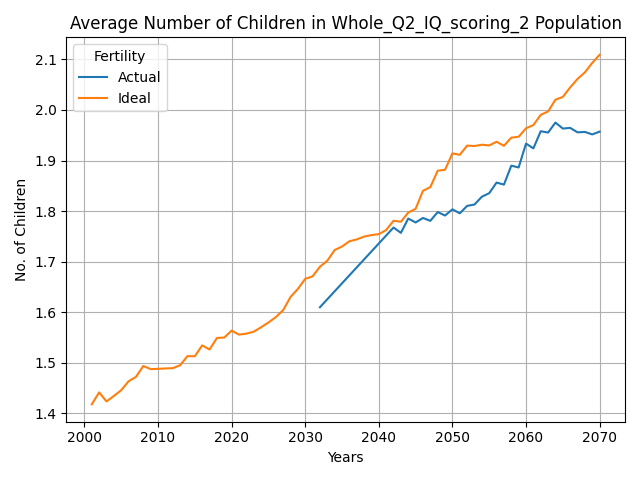 Average Number of Children in Whole_Q2_IQ_scoring_2 Population
Fertility
Actual
Ideal
No. of Children
2.1
2.0
1.9
1.8
1.7
1.6
1.5
1.4
2000 2010 2020 2030 2040 2050 2060 2070
Years